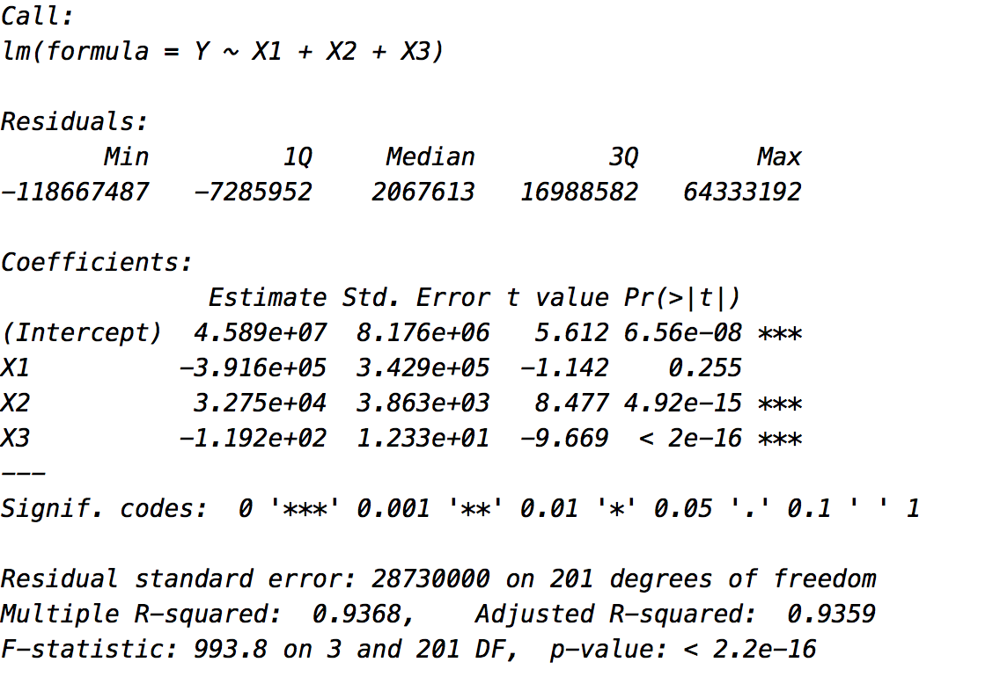 Call:
lm(formula = Y ~ X1 + X2 + X3)
Residuals:
       Min         1Q     Median         3Q        Max
-118667487   -7285952    2067613   16988582   64333192
Coefficients:
              Estimate Std. Error t value Pr(>|t|)
(Intercept)  4.589e+07  8.176e+06   5.612 6.56e-08 ***
X1          -3.916e+05  3.429e+05  -1.142    0.255
X2           3.275e+04  3.863e+03   8.477 4.92e-15 ***
X3          -1.192e+02  1.233e+01  -9.669  < 2e-16 ***
---
Signif. codes:  0 '***' 0.001 '**' 0.01 '*' 0.05 '.' 0.1 ' ' 1
Residual standard error: 28730000 on 201 degrees of freedom
Multiple R-squared:  0.9368,    Adjusted R-squared:  0.9359
F-statistic: 993.8 on 3 and 201 DF,  p-value: < 2.2e-16